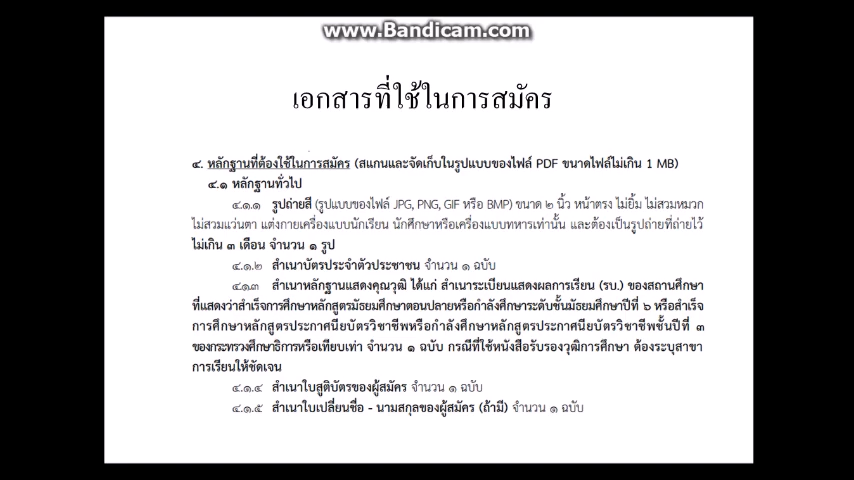 www.Bandicam.com
เอกสารที่ใช้ในการสมัคร
๔. หลักฐานที่ต้องใช้ในการสมัคร (สแกนและจัดเก็บในรูปแบบของไฟล์ PDF ขนาดไฟล์ไม่เกิน 1 MB)
๔.๑ หลักฐานทั่วไป
๔.๑.๑ รูปถ่ายสี (รูปแบบของไฟล์ JPG, PNG, GIF หรือ BMP) ขนาด ๒ นิ้ว หน้าตรง ไม่ยิ้ม ไม่สวมหมวก
ไม่สวมแว่นตา แต่งกายเครื่องแบบนักเรียน นักศึกษาหรือเครื่องแบบทหารเท่านั้น และต้องเป็นรูปถ่ายที่ถ่ายไว้
ไม่เกิน ๓ เดือน จำนวน ๑ รูป
๔.๑.๒ สำเนาบัตรประจำตัวประชาชน จำนวน ๑ ฉบับ
๔.๑.๓ สำเนาหลักฐานแสดงคุณวุฒิ ได้แก่ สำเนาระเบียนแสดงผลการเรียน (รบ.) ของสถานศึกษา
ที่แสดงว่าสำเร็จการศึกษาหลักสูตรมัธยมศึกษาตอนปลายหรือกำลังศึกษาระดับชั้นมัธยมศึกษาปีที่ ๖ หรือสำเร็จ
การศึกษาหลักสูตรประกาศนียบัตรวิชาชีพหรือกำลังศึกษาหลักสูตรประกาศนียบัตรวิชาชีพชั้นปีที่ ๓
ของกระทรวงศึกษาธิการหรือเทียบเท่า จำนวน ๑ ฉบับ กรณีที่ใช้หนังสือรับรองวุฒิการศึกษา ต้องระบุสาขา
การเรียนให้ชัดเจน
๔.๑.๔ สำเนาใบสูติบัตรของผู้สมัคร จำนวน ๑ ฉบับ
๔.๑.๕ สำเนาใบเปลี่ยนชื่อ - นามสกุลของผู้สมัคร (ถ้ามี) จำนวน ๑ ฉบับ